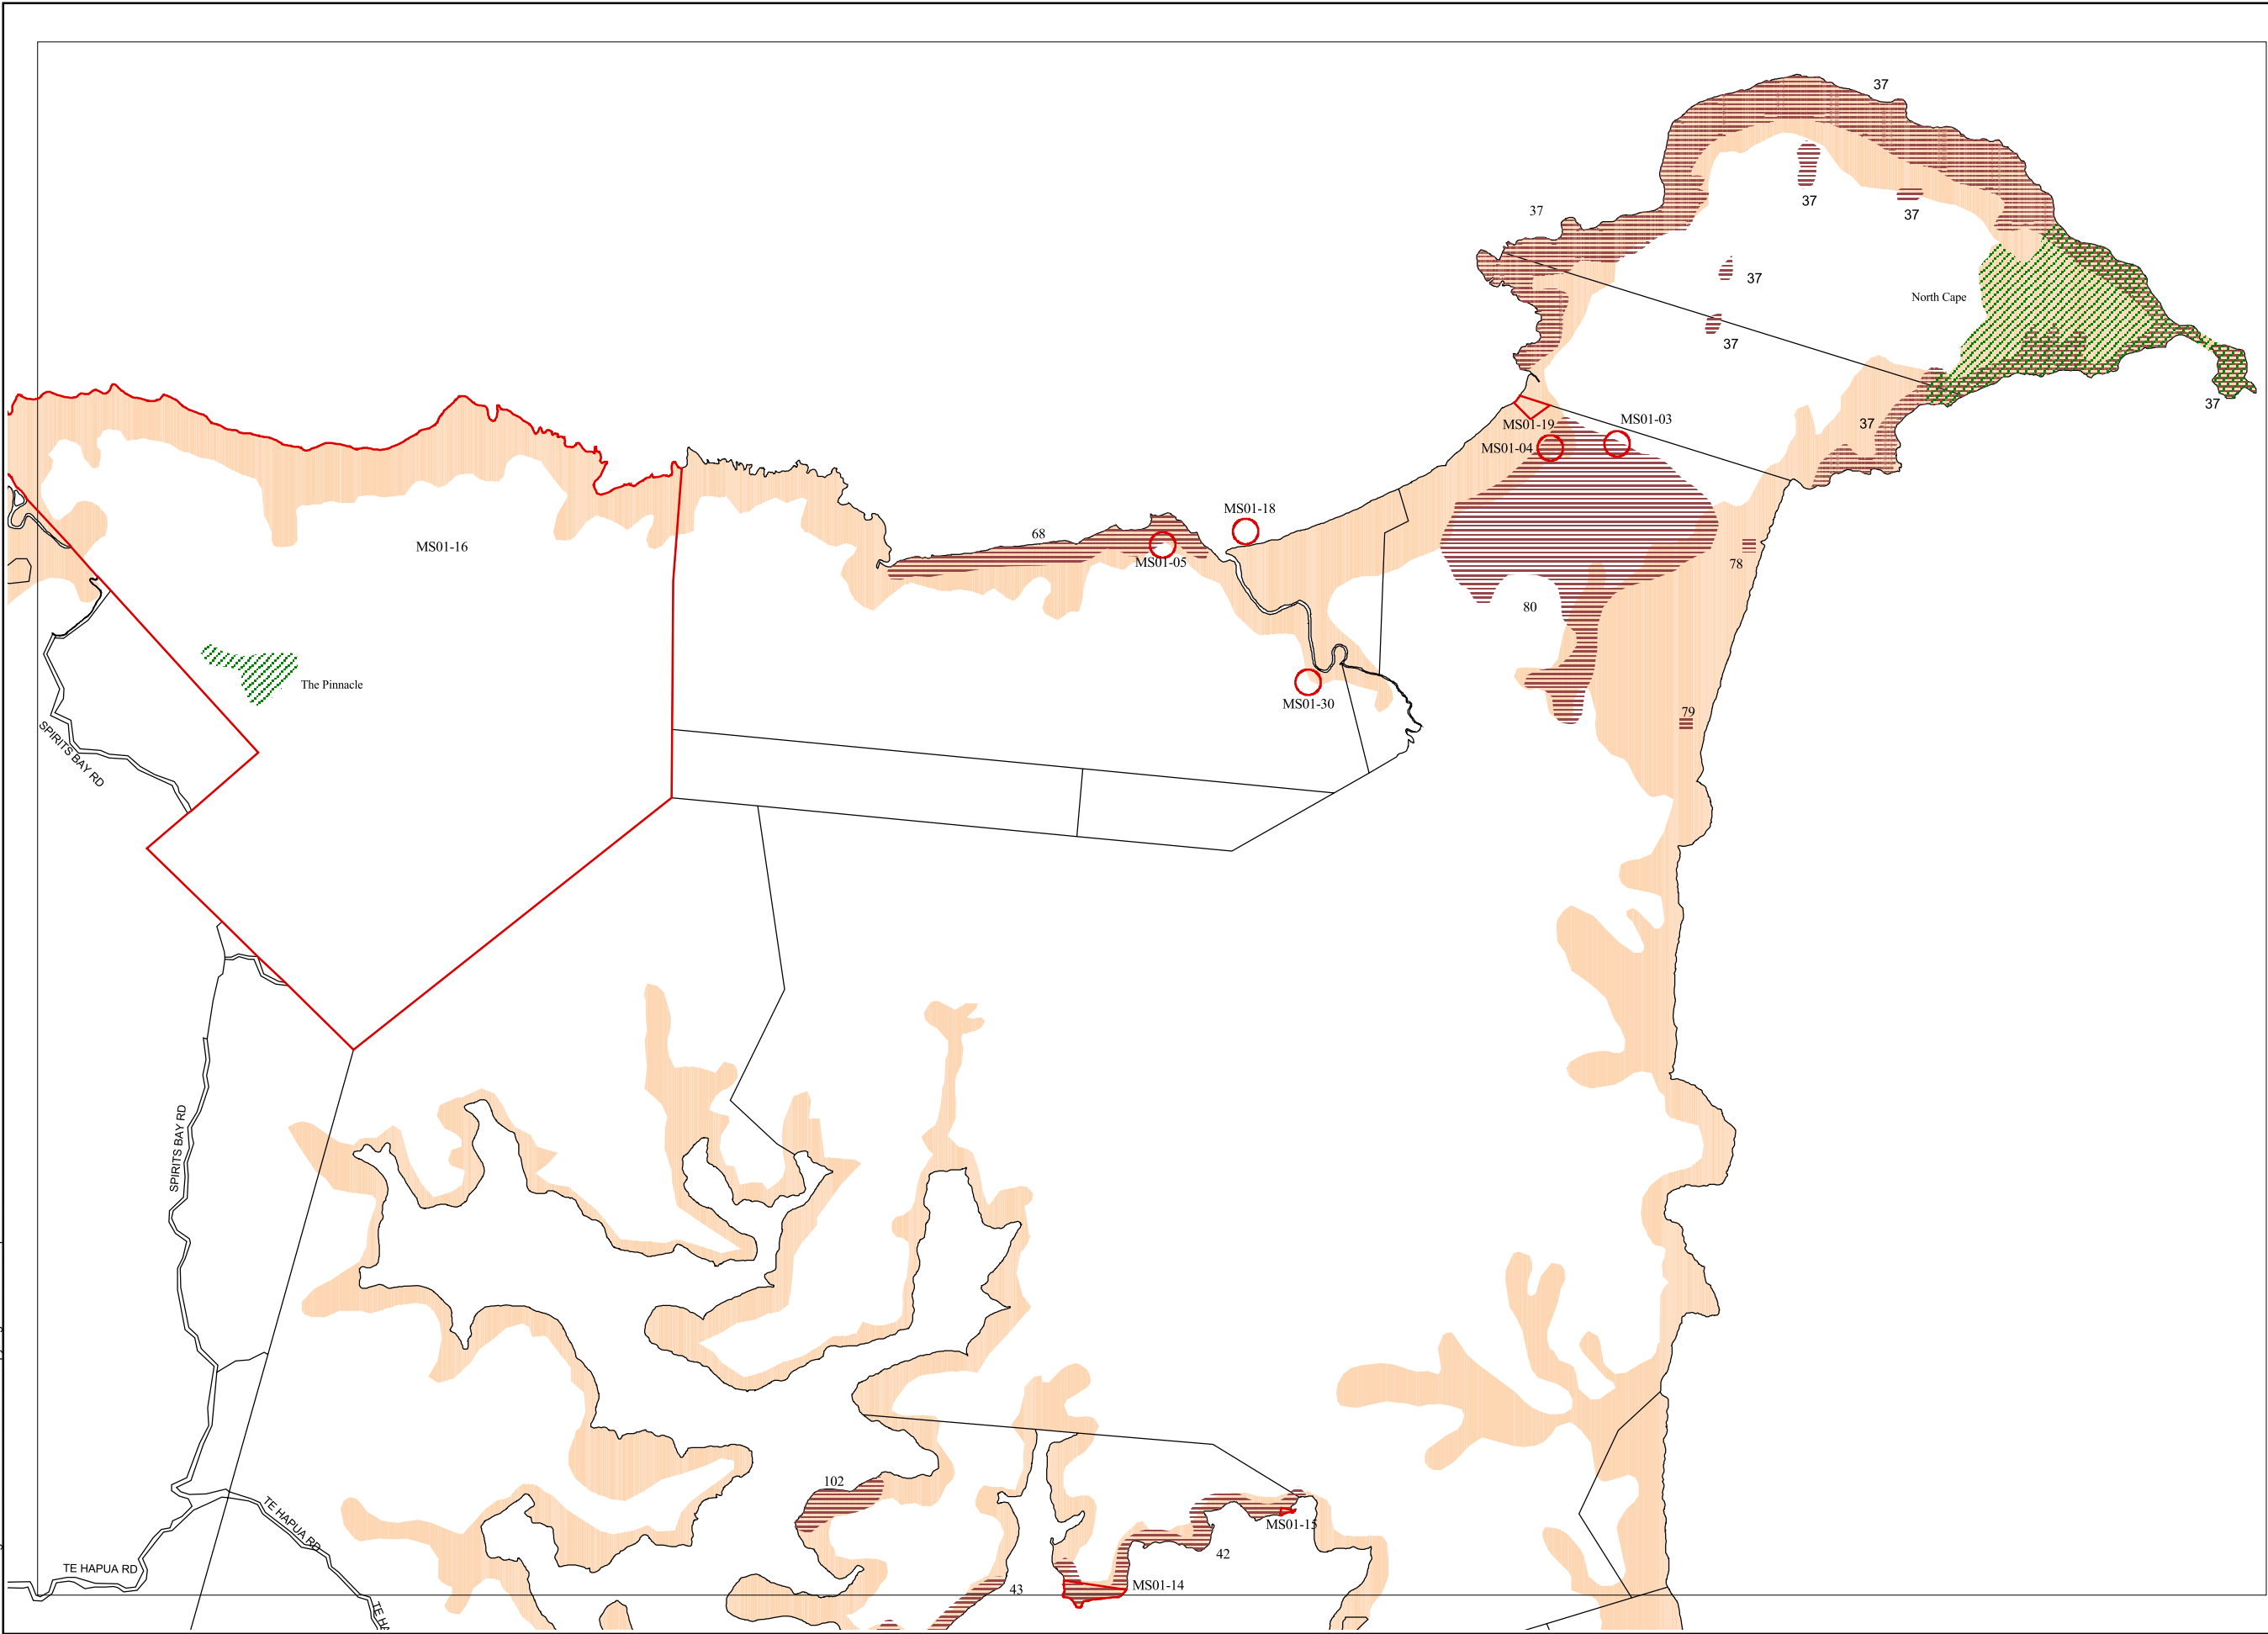 37
37
37
37
37
37
North Cape
37
37
37
MS01-03
MS01-19
MS01-04
MS01-18
68
MS01-16
MS01-05
78
80
The Pinnacle
MS01-30
79
SPIRITS BAY RD
SPIRITS BAY RD
102
TE HAPUA RD
MS01-15
42
TE HAPUA RD
MS01-14
43